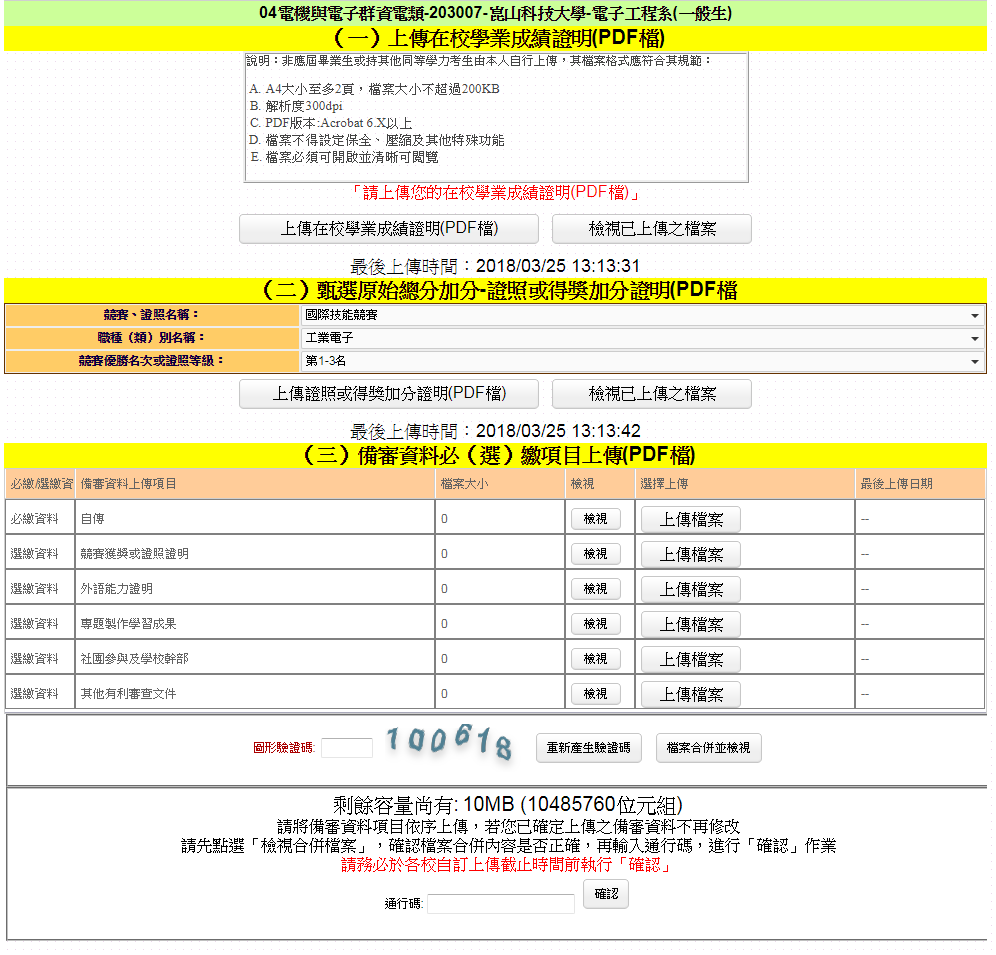 04電機與電子群資電類-203007-崑山科技大學-電子工程系(一般生)
（一）上傳在校學業成績證明(PDF檔)
說明：非應屆畢業生或持其他同等學力考生由本人自行上傳，其檔案格式應符合其規範：
A. A4大小至多2頁，檔案大小不超過200KB
B. 解析度300dpi
C. PDF版本:Acrobat 6.X以上
D. 檔案不得設定保全、壓縮及其他特殊功能
E. 檔案必須可開啟並清晰可閱覽
「請上傳您的在校學業成績證明(PDF檔)」
上傳在校學業成績證明(PDF檔) 檢視已上傳之檔案
最後上傳時間：2018/03/25 13:13:31
（二）甄選原始總分加分-證照或得獎加分證明(PDF檔
競賽、證照名稱： 國際技能競賽
職種（類）別名稱： 工業電子
競賽優勝名次或證照等級： 第1-3名
上傳證照或得獎加分證明(PDF檔) 檢視已上傳之檔案
最後上傳時間：2018/03/25 13:13:42
（三）備審資料必（選）繳項目上傳(PDF檔)
必繳/選繳資 備審資料上傳項目 檔案大小 檢視 選擇上傳 最後上傳日期
必繳資料 自傳 0 檢視 上傳檔案 --
選繳資料 競賽獲獎或證照證明 0 檢視 上傳檔案 --
選繳資料 外語能力證明 0 檢視 上傳檔案 --
選繳資料 專題製作學習成果 0 檢視 上傳檔案 --
選繳資料 社團參與及學校幹部 0 檢視 上傳檔案 --
選繳資料 其他有利審查文件 0 檢視 上傳檔案 --
圖形驗證碼: 100618 重新產生驗證碼 檔案合併並檢視
剩餘容量尚有: 10MB (10485760位元組)
請將備審資料項目依序上傳，若您已確定上傳之備審資料不再修改
請先點選「檢視合併檔案」，確認檔案合併內容是否正確，再輸入通行碼，進行「確認」作業
請務必於各校自訂上傳截止時間前執行「確認」
通行碼: 確認